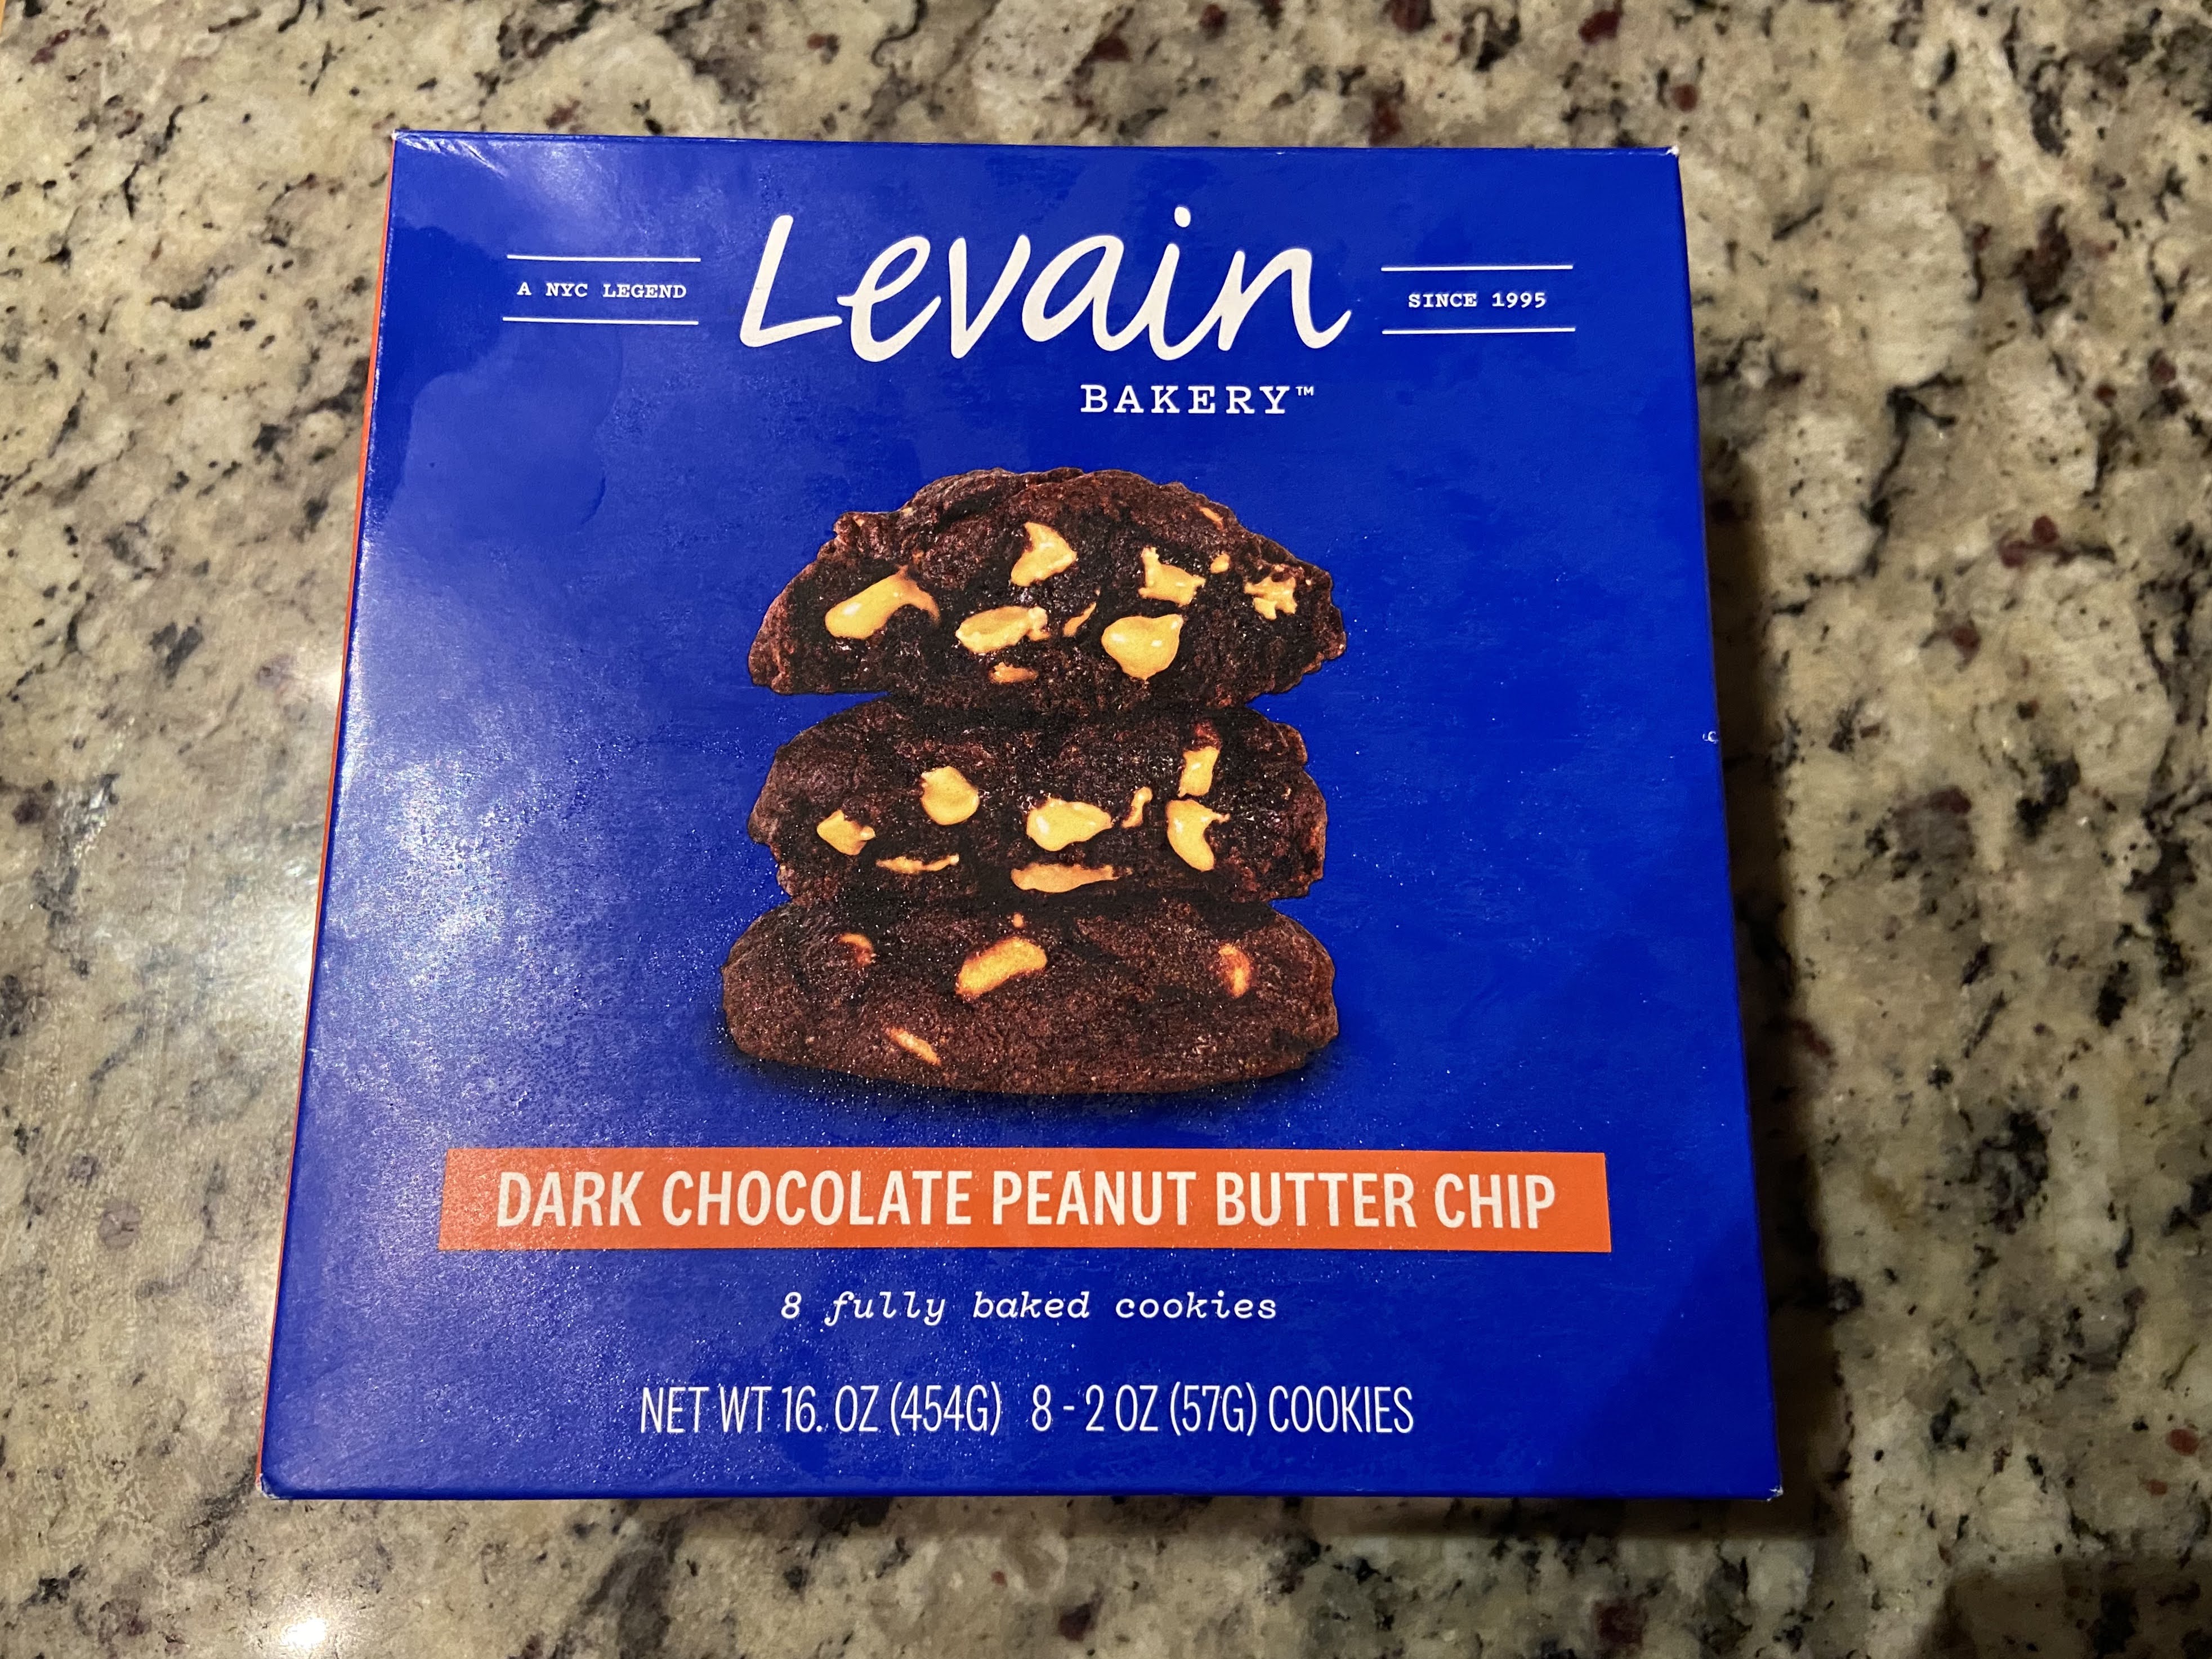 A NYC LEGEND
Levain
SINCE 1995
BAKERY™
DARK CHOCOLATE PEANUT BUTTER CHIP
8 fully baked cookies
NET WT 16. OZ (454G) 8 - 2 OZ (57G) COOKIES